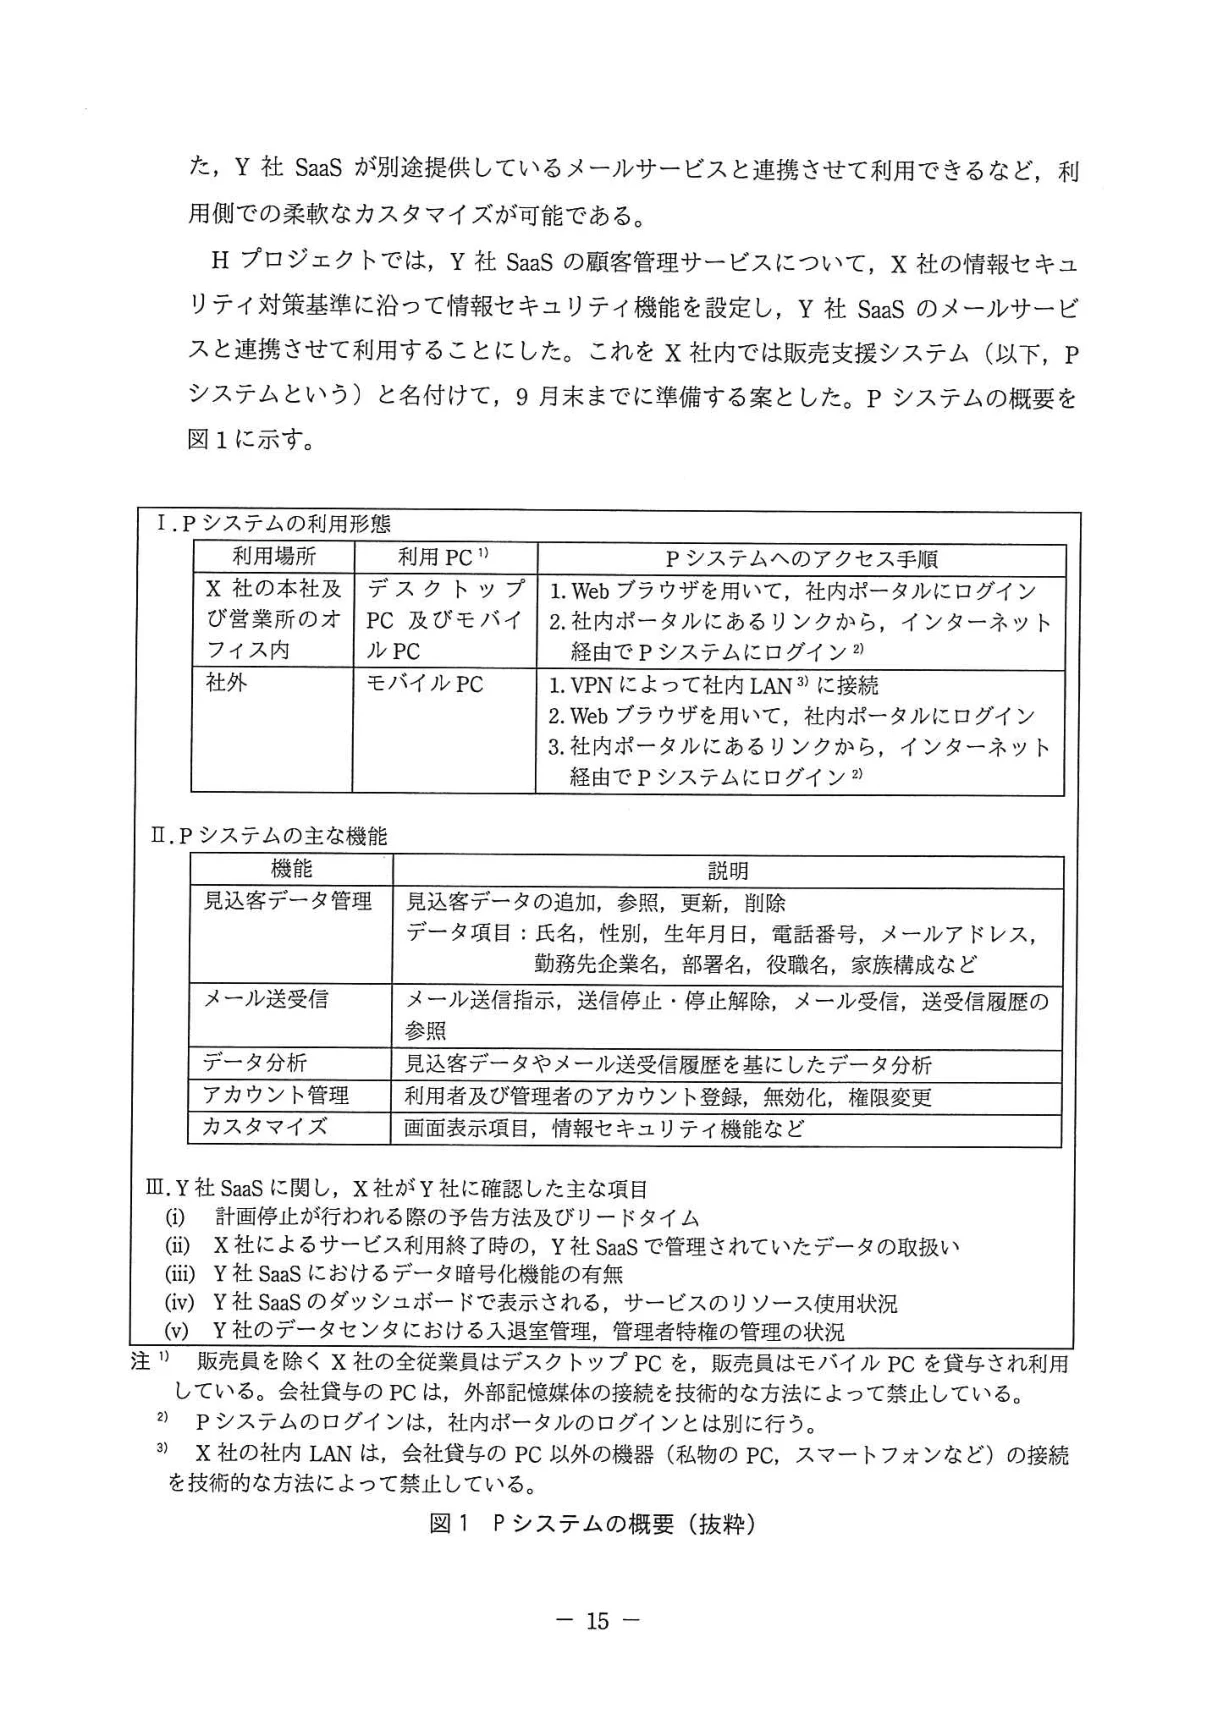 た，Y 社 SaaS が別途提供しているメールサービスと連携させて利用できるなど，利
用側での柔軟なカスタマイズが可能である。
H プロジェクトでは，Y 社 SaaS の顧客管理サービスについて，X 社の情報セキュ
リティ対策基準に沿って情報セキュリティ機能を設定し，Y 社 SaaS のメールサービ
スと連携させて利用することにした。これを X 社内では販売支援システム（以下，P
システムという）と名付けて，9 月末までに準備する案とした。P システムの概要を
図 1 に示す。
Ⅰ. P システムの利用形態
利用場所 利用 PC 1) P システムへのアクセス手順
X 社の本社及
び営業所のオ
フィス内
デスクトップ
PC 及びモバイ
ル PC
1. Web ブラウザを用いて，社内ポータルにログイン
2. 社内ポータルにあるリンクから，インターネット
経由で P システムにログイン 2)
社外
モバイル PC
1. VPN によって社内 LAN 3) に接続
2. Web ブラウザを用いて，社内ポータルにログイン
3. 社内ポータルにあるリンクから，インターネット
経由で P システムにログイン 2)
Ⅱ. P システムの主な機能
機能 説明
見込客データ管理
見込客データの追加，参照，更新，削除
データ項目：氏名，性別，生年月日，電話番号，メールアドレス，
勤務先企業名，部署名，役職名，家族構成など
メール送受信
メール送信指示，送信停止・停止解除，メール受信，送受信履歴の
参照
データ分析 見込客データやメール送受信履歴を基にしたデータ分析
アカウント管理 利用者及び管理者のアカウント登録，無効化，権限変更
カスタマイズ 画面表示項目，情報セキュリティ機能など
Ⅲ. Y 社 SaaS に関し，X 社が Y 社に確認した主な項目
(i) 計画停止が行われる際の予告方法及びリードタイム
(ii) X 社によるサービス利用終了時の，Y 社 SaaS で管理されていたデータの取扱い
(iii) Y 社 SaaS におけるデータ暗号化機能の有無
(iv) Y 社 SaaS のダッシュボードで表示される，サービスのリソース使用状況
(v) Y 社のデータセンタにおける入退室管理，管理者特権の管理の状況
注 1) 販売員を除く X 社の全従業員はデスクトップ PC を，販売員はモバイル PC を貸与され利用
している。会社貸与の PC は，外部記憶媒体の接続を技術的な方法によって禁止している。
2) P システムのログインは，社内ポータルのログインとは別に行う。
3) X 社の社内 LAN は，会社貸与の PC 以外の機器（私物の PC，スマートフォンなど）の接続
を技術的な方法によって禁止している。
図 1 P システムの概要（抜粋）
－ 15 －